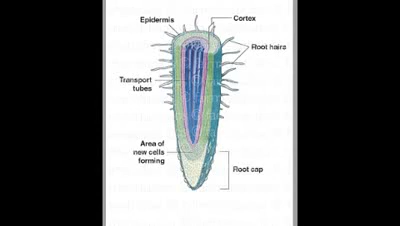 Epidermis
Cortex
Root hairs
Transport
tubes
Area of
new cells
forming
Root cap